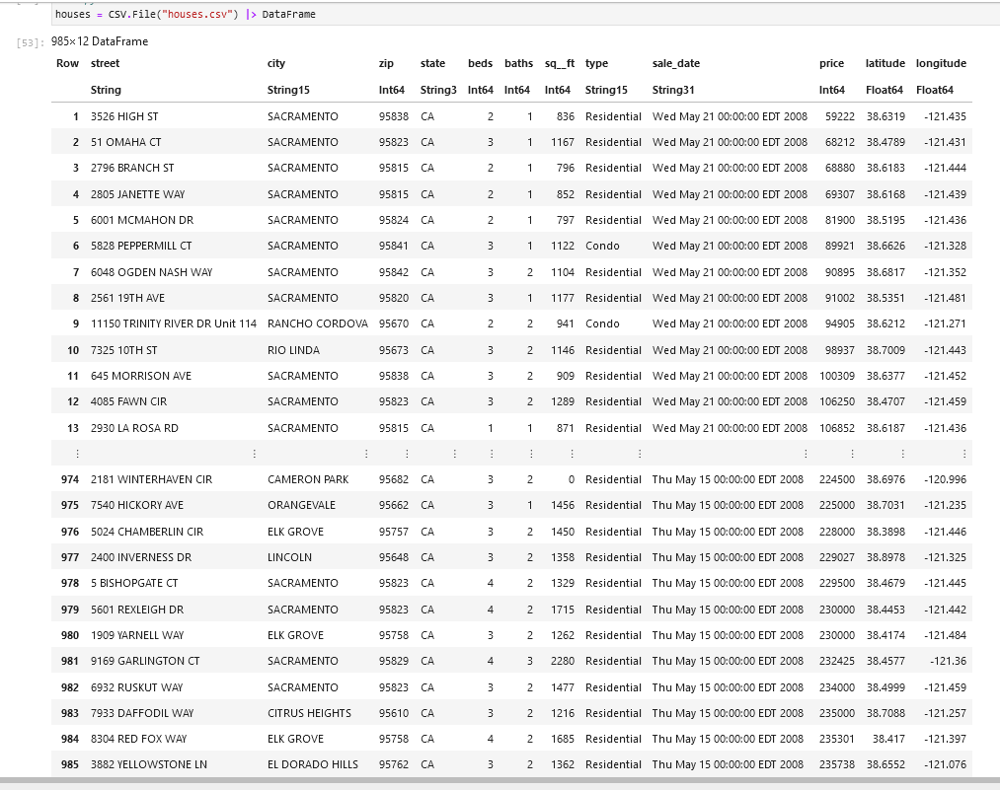 houses = CSV.File("houses.csv") |> DataFrame
[53]: 985×12 DataFrame
Row street city zip state beds baths sq__ft type sale_date price latitude longitude
String String15 Int64 String3 Int64 Int64 Int64 String15 String31 Int64 Float64 Float64
1 3526 HIGH ST SACRAMENTO 95838 CA 2 1 836 Residential Wed May 21 00:00:00 EDT 2008 59222 38.6319 -121.435
2 51 OMAHA CT SACRAMENTO 95823 CA 3 1 1167 Residential Wed May 21 00:00:00 EDT 2008 68212 38.4789 -121.431
3 2796 BRANCH ST SACRAMENTO 95815 CA 2 1 796 Residential Wed May 21 00:00:00 EDT 2008 68880 38.6183 -121.444
4 2805 JANETTE WAY SACRAMENTO 95815 CA 2 1 852 Residential Wed May 21 00:00:00 EDT 2008 69307 38.6168 -121.439
5 6001 MCMAHON DR SACRAMENTO 95824 CA 2 1 797 Residential Wed May 21 00:00:00 EDT 2008 81900 38.5195 -121.436
6 5828 PEPPERMILL CT SACRAMENTO 95841 CA 3 1 1122 Condo Wed May 21 00:00:00 EDT 2008 89921 38.6626 -121.328
7 6048 OGDEN NASH WAY SACRAMENTO 95842 CA 3 2 1104 Residential Wed May 21 00:00:00 EDT 2008 90895 38.6817 -121.352
8 2561 19TH AVE SACRAMENTO 95820 CA 3 1 1177 Residential Wed May 21 00:00:00 EDT 2008 91002 38.5351 -121.481
9 11150 TRINITY RIVER DR Unit 114 RANCHO CORDOVA 95670 CA 2 2 941 Condo Wed May 21 00:00:00 EDT 2008 94905 38.6212 -121.271
10 7325 10TH ST RIO LINDA 95673 CA 3 2 1146 Residential Wed May 21 00:00:00 EDT 2008 98937 38.7009 -121.443
11 645 MORRISON AVE SACRAMENTO 95838 CA 3 2 909 Residential Wed May 21 00:00:00 EDT 2008 100309 38.6377 -121.452
12 4085 FAWN CIR SACRAMENTO 95823 CA 3 2 1289 Residential Wed May 21 00:00:00 EDT 2008 106250 38.4707 -121.459
13 2930 LA ROSA RD SACRAMENTO 95815 CA 1 1 871 Residential Wed May 21 00:00:00 EDT 2008 106852 38.6187 -121.436
⋮ ⋮ ⋮ ⋮ ⋮ ⋮ ⋮ ⋮ ⋮ ⋮ ⋮ ⋮ ⋮
974 2181 WINTERHAVEN CIR CAMERON PARK 95682 CA 3 2 0 Residential Thu May 15 00:00:00 EDT 2008 224500 38.6976 -120.996
975 7540 HICKORY AVE ORANGEVALE 95662 CA 3 1 1456 Residential Thu May 15 00:00:00 EDT 2008 225000 38.7031 -121.235
976 5024 CHAMBERLIN CIR ELK GROVE 95757 CA 3 2 1450 Residential Thu May 15 00:00:00 EDT 2008 228000 38.3898 -121.446
977 2400 INVERNESS DR LINCOLN 95648 CA 3 2 1358 Residential Thu May 15 00:00:00 EDT 2008 229027 38.8978 -121.325
978 5 BISHOPGATE CT SACRAMENTO 95823 CA 4 2 1329 Residential Thu May 15 00:00:00 EDT 2008 229500 38.4679 -121.445
979 5601 REXLEIGH DR SACRAMENTO 95823 CA 4 2 1715 Residential Thu May 15 00:00:00 EDT 2008 230000 38.4453 -121.442
980 1909 YARNELL WAY ELK GROVE 95758 CA 3 2 1262 Residential Thu May 15 00:00:00 EDT 2008 230000 38.4174 -121.484
981 9169 GARLINGTON CT SACRAMENTO 95829 CA 4 3 2280 Residential Thu May 15 00:00:00 EDT 2008 232425 38.4577 -121.36
982 6932 RUSKUT WAY SACRAMENTO 95823 CA 3 2 1477 Residential Thu May 15 00:00:00 EDT 2008 234000 38.4999 -121.459
983 7933 DAFFODIL WAY CITRUS HEIGHTS 95610 CA 3 2 1216 Residential Thu May 15 00:00:00 EDT 2008 235000 38.7088 -121.257
984 8304 RED FOX WAY ELK GROVE 95758 CA 4 2 1685 Residential Thu May 15 00:00:00 EDT 2008 235301 38.417 -121.397
985 3882 YELLOWSTONE LN EL DORADO HILLS 95762 CA 3 2 1362 Residential Thu May 15 00:00:00 EDT 2008 235738 38.6552 -121.076